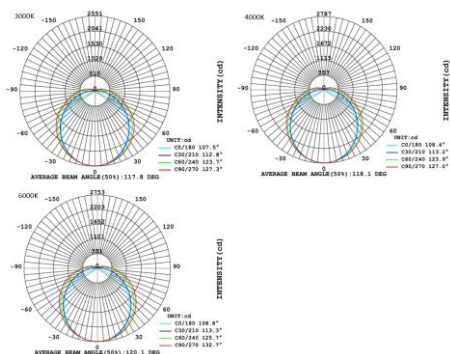 3000K
2551
2041
1530
1020
510
0
-/+150
-150
150
-120
120
-90
90
-60
60
-30
30
0
INTENSITY(cd)
UNIT:cd
C0/180 107.5°
C30/210 112.8°
C60/240 123.7°
C90/270 127.3°
AVERAGE BEAM ANGLE(50%):117.8 DEG
4000K
2787
2230
1672
1115
557
0
-150
150
-120
120
-90
90
-60
60
-30
30
INTENSITY(cd)
UNIT:cd
C0/180 108.4°
C30/210 113.2°
C60/240 123.9°
C90/270 127.0°
AVERAGE BEAM ANGLE(50%):118.1 DEG
6000K
2753
2203
1652
1101
551
0
-150
150
-120
120
-90
90
-60
60
-30
30
INTENSITY(cd)
UNIT:cd
C0/180 108.8°
C30/210 113.3°
C60/240 125.7°
C90/270 132.7°
AVERAGE BEAM ANGLE(50%):120.1 DEG